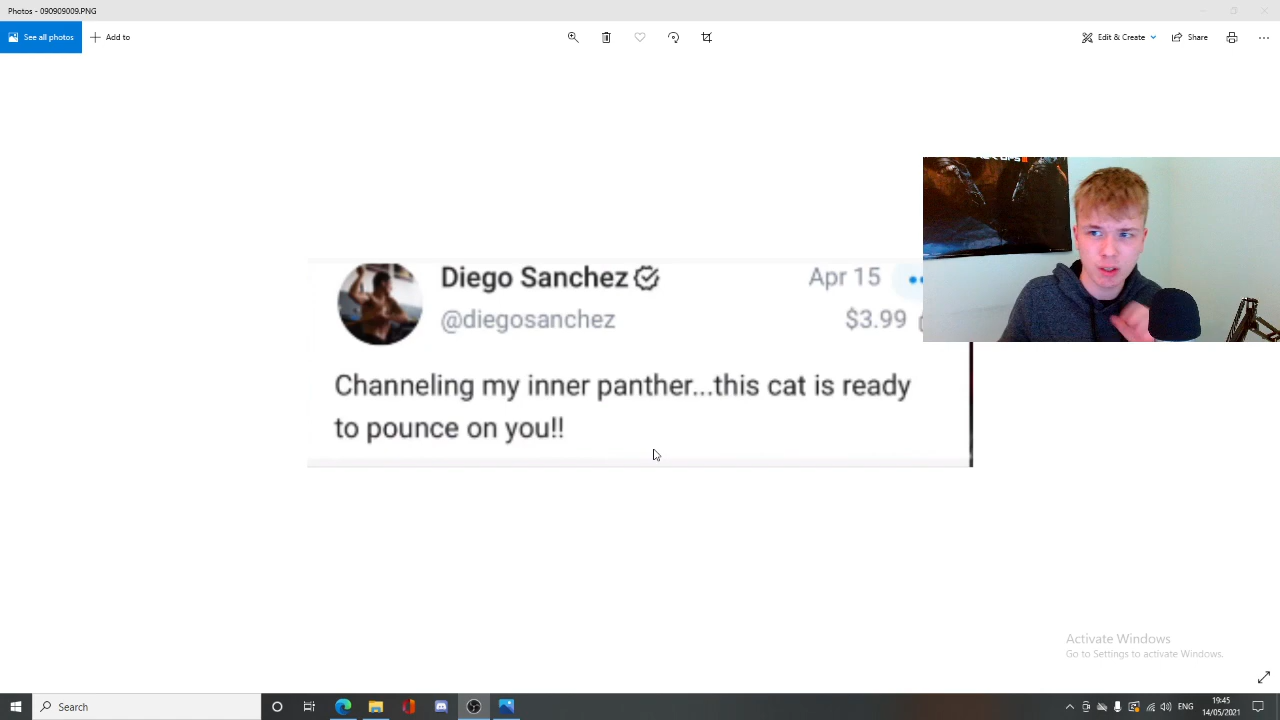 Photos - 090909009.PNG
See all photos
Add to
Edit & Create
Share
Diego Sanchez
Apr 15
@diegosanchez
$3.99
Channeling my inner panther...this cat is ready
to pounce on you!!
Activate Windows
Go to Settings to activate Windows.
Search
ENG
19:45
14/05/2021